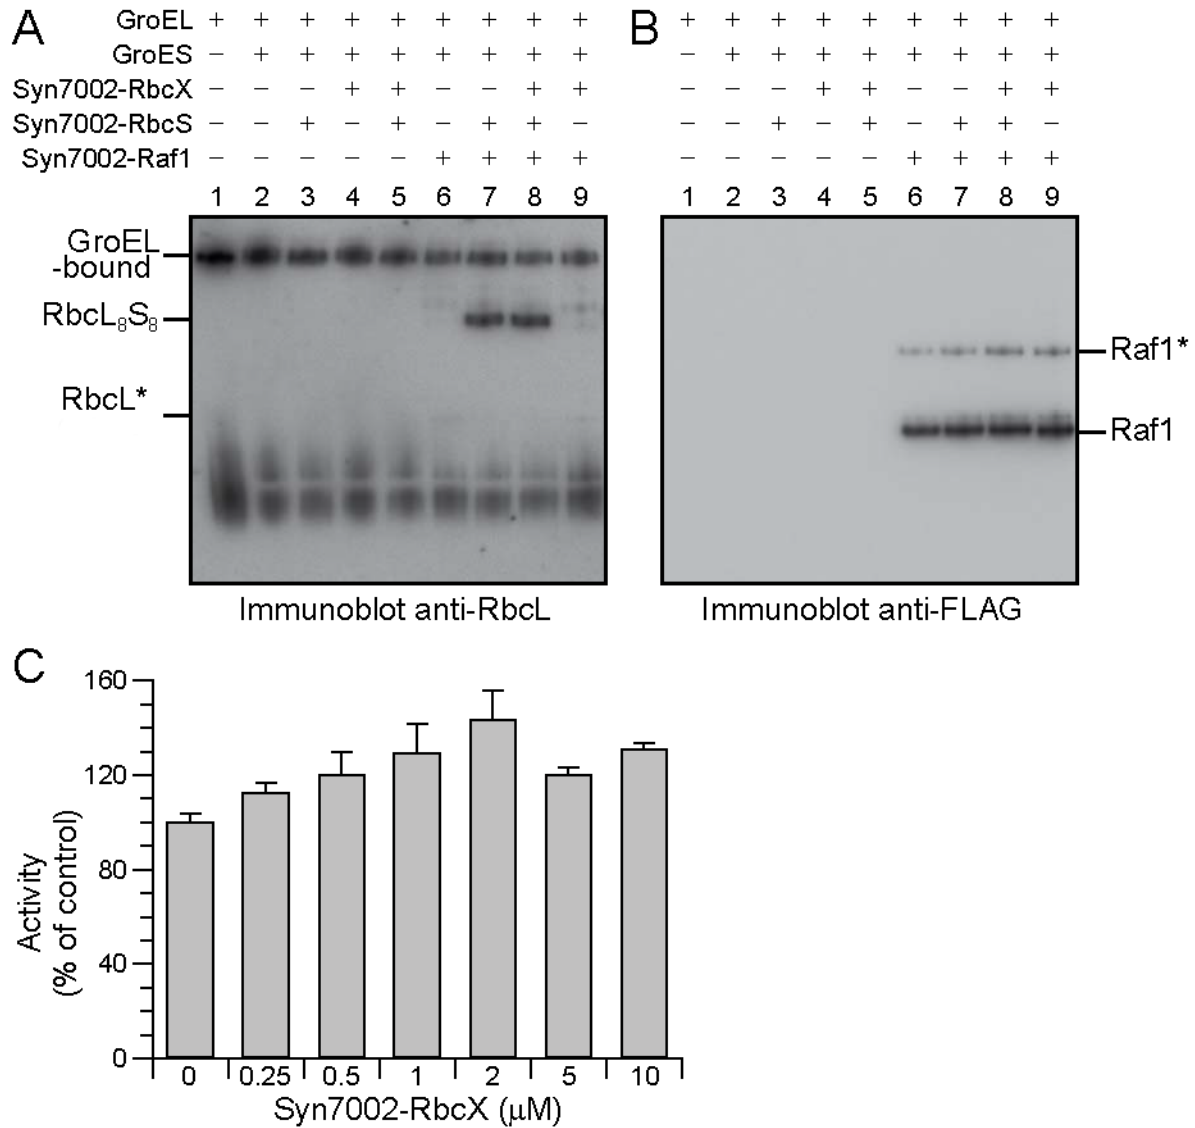 A
GroEL + + + + + + + + +
GroES − + + + + + + + +
Syn7002-RbcX − − − + + − − + +
Syn7002-RbcS − − + − + − + + −
Syn7002-Raf1 − − − − − + + + +
1 2 3 4 5 6 7 8 9
GroEL
-bound
RbcL₈S₈
RbcL*
Immunoblot anti-RbcL
B
+ + + + + + + + +
− + + + + + + + +
− − − + + − − + +
− − + − + − + + −
− − − − − + + + +
1 2 3 4 5 6 7 8 9
Raf1*
Raf1
Immunoblot anti-FLAG
C
Activity
(% of control)
160
120
80
40
0
0 0.25 0.5 1 2 5 10
Syn7002-RbcX (µM)